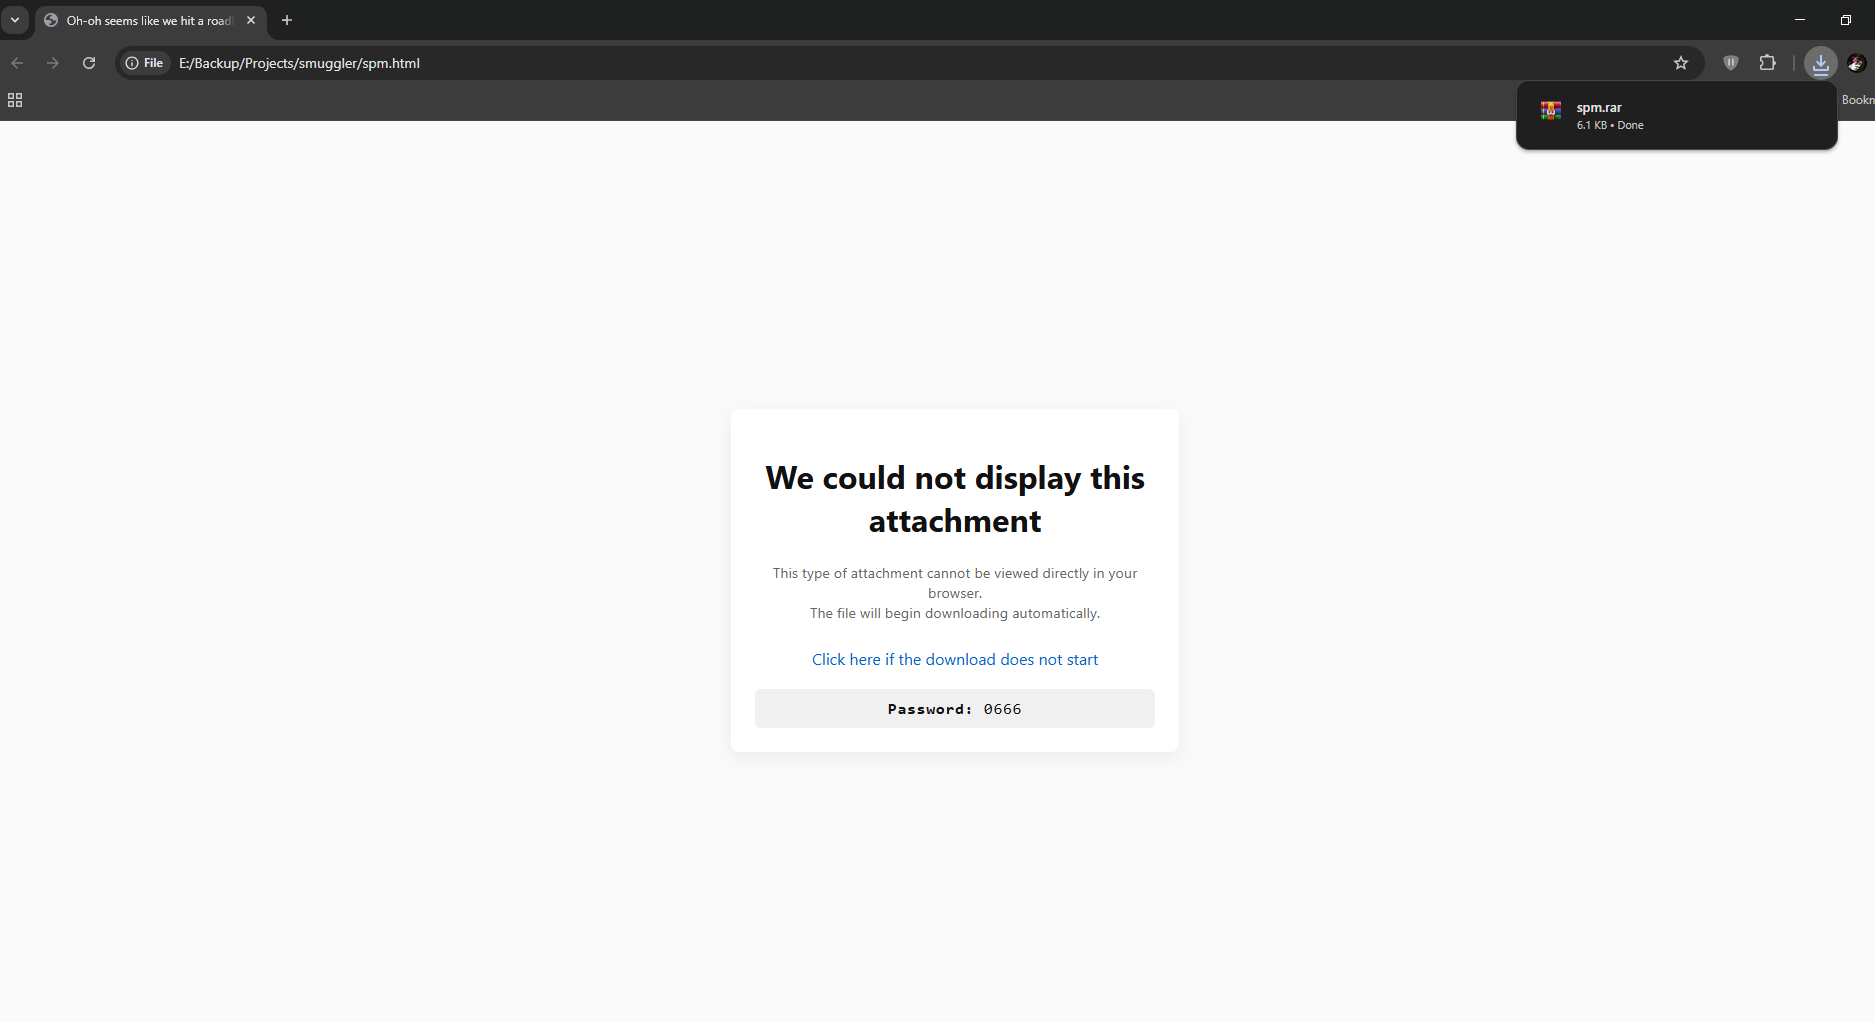 Oh-oh seems like we hit a road
File E:/Backup/Projects/smuggler/spm.html
spm.rar
6.1 KB • Done
We could not display this
attachment
This type of attachment cannot be viewed directly in your
browser.
The file will begin downloading automatically.
Click here if the download does not start
Password: 0666